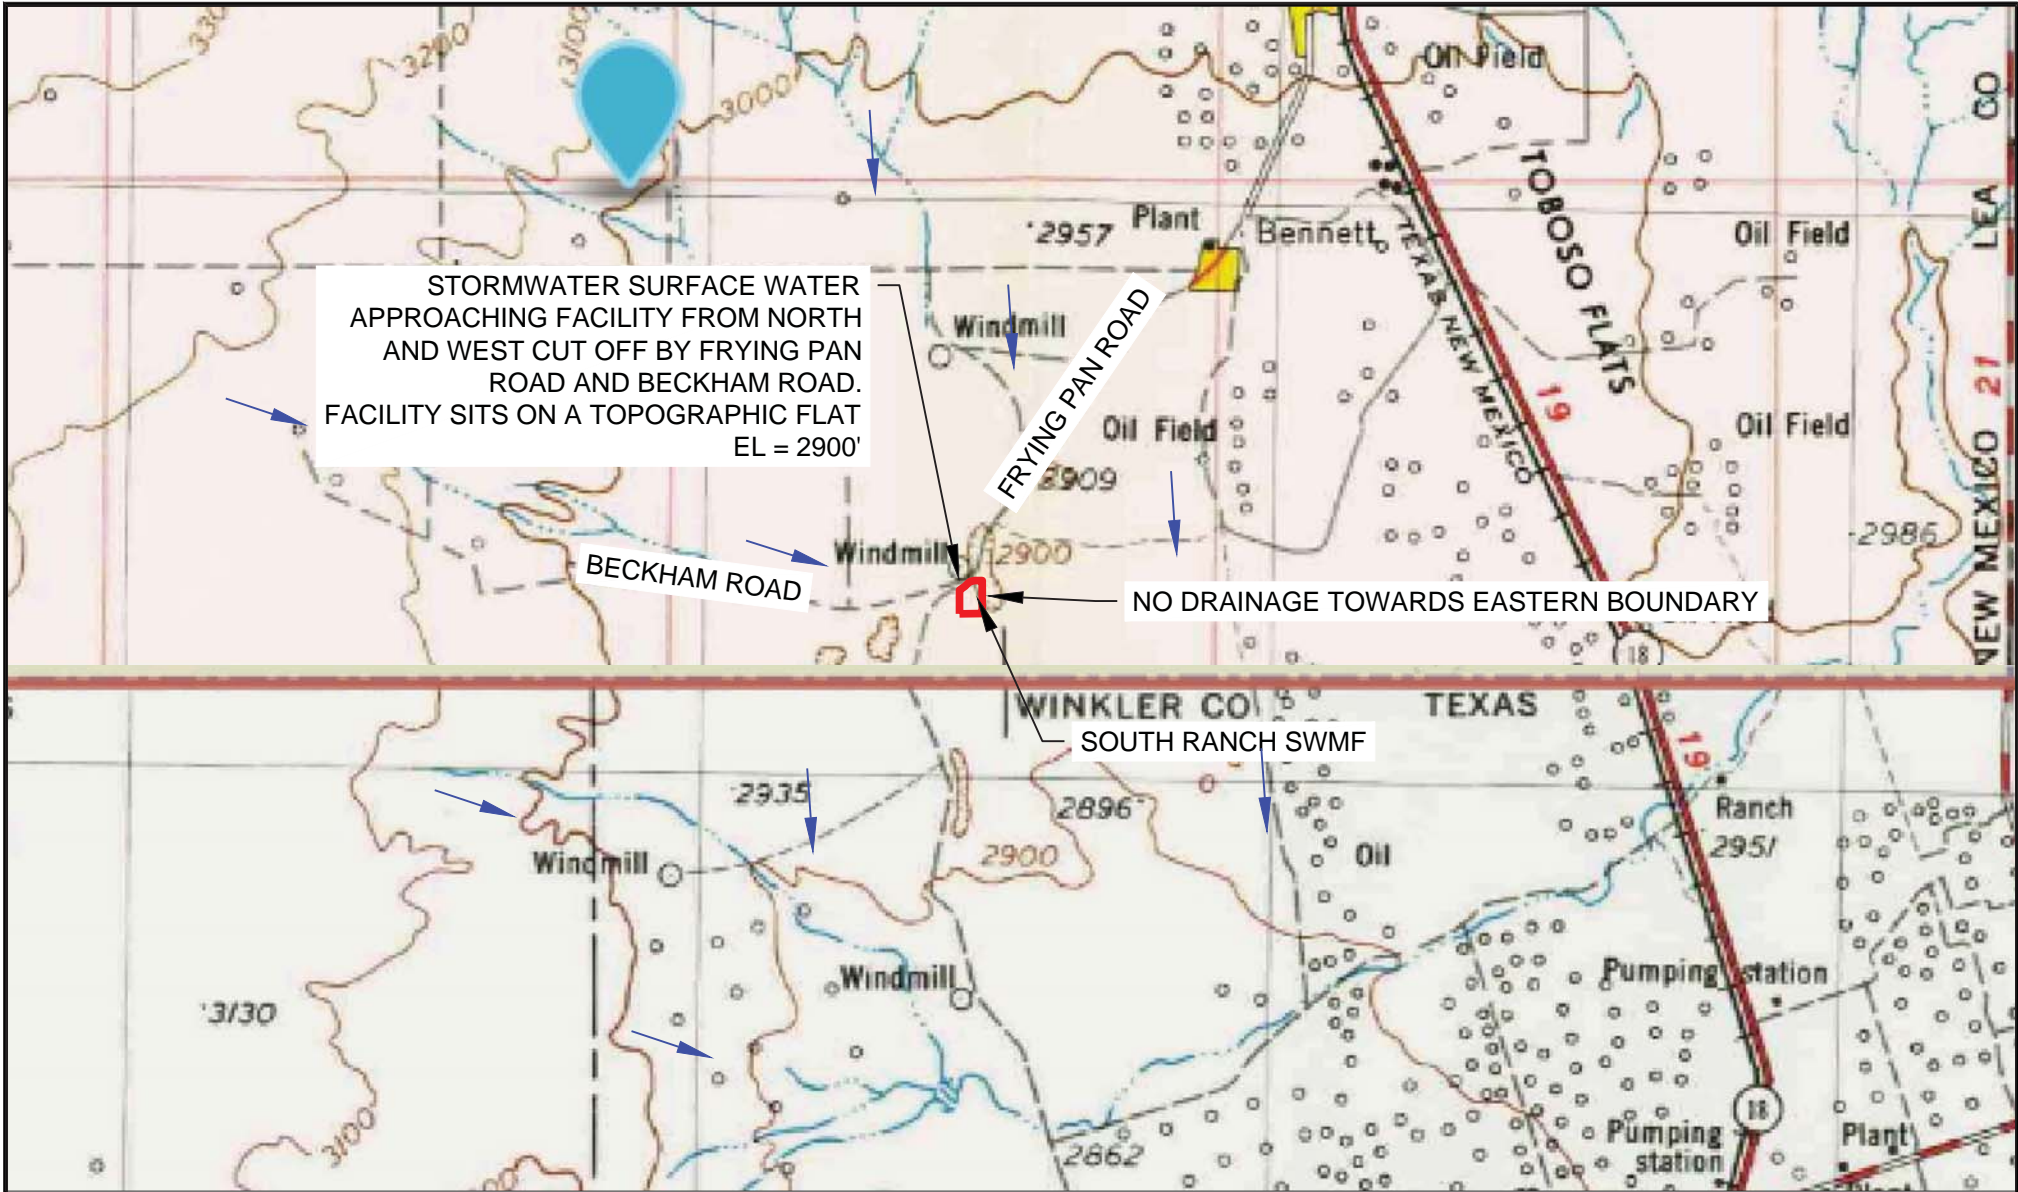 3200
3100
3000
Oil Field
LEA CO
TOBOSO FLATS
2957
Plant
Bennett
Oil Field
STORMWATER SURFACE WATER
APPROACHING FACILITY FROM NORTH
AND WEST CUT OFF BY FRYING PAN
ROAD AND BECKHAM ROAD.
FACILITY SITS ON A TOPOGRAPHIC FLAT
EL = 2900'
Windmill
FRYING PAN ROAD
TEXAS NEW MEXICO
19
21
NEW MEXICO
Oil Field
Oil Field
2909
2986
Windmill
2900
BECKHAM ROAD
NO DRAINAGE TOWARDS EASTERN BOUNDARY
18
WINKLER CO
TEXAS
SOUTH RANCH SWMF
19
2935
2896
Ranch
2951
Windmill
2900
Oil
Windmill
Pumping station
3130
3100
18
2862
Pumping
station
Plant